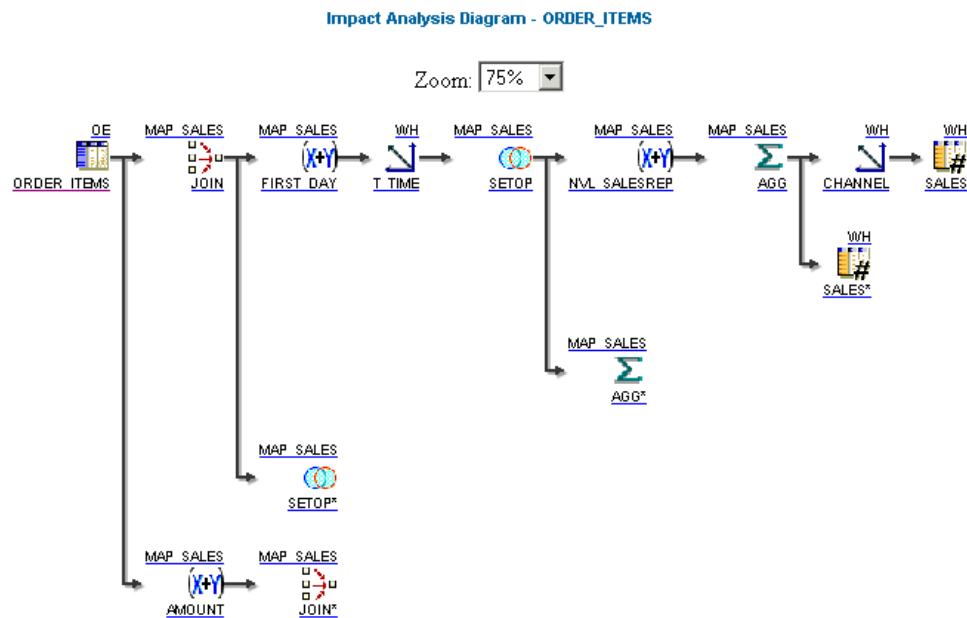 Impact Analysis Diagram - ORDER_ITEMS
Zoom: 75%
OE MAP_SALES MAP_SALES WH MAP_SALES MAP_SALES MAP_SALES WH WH
(X+Y) (X+Y) #
ORDER_ITEMS JOIN FIRST_DAY T_TIME SETOP NVL_SALESREP AGG CHANNEL SALES
WH
#
SALES*
MAP_SALES
Σ
AGG*
MAP_SALES
SETOP*
MAP_SALES MAP_SALES
(X+Y)
AMOUNT JOIN*